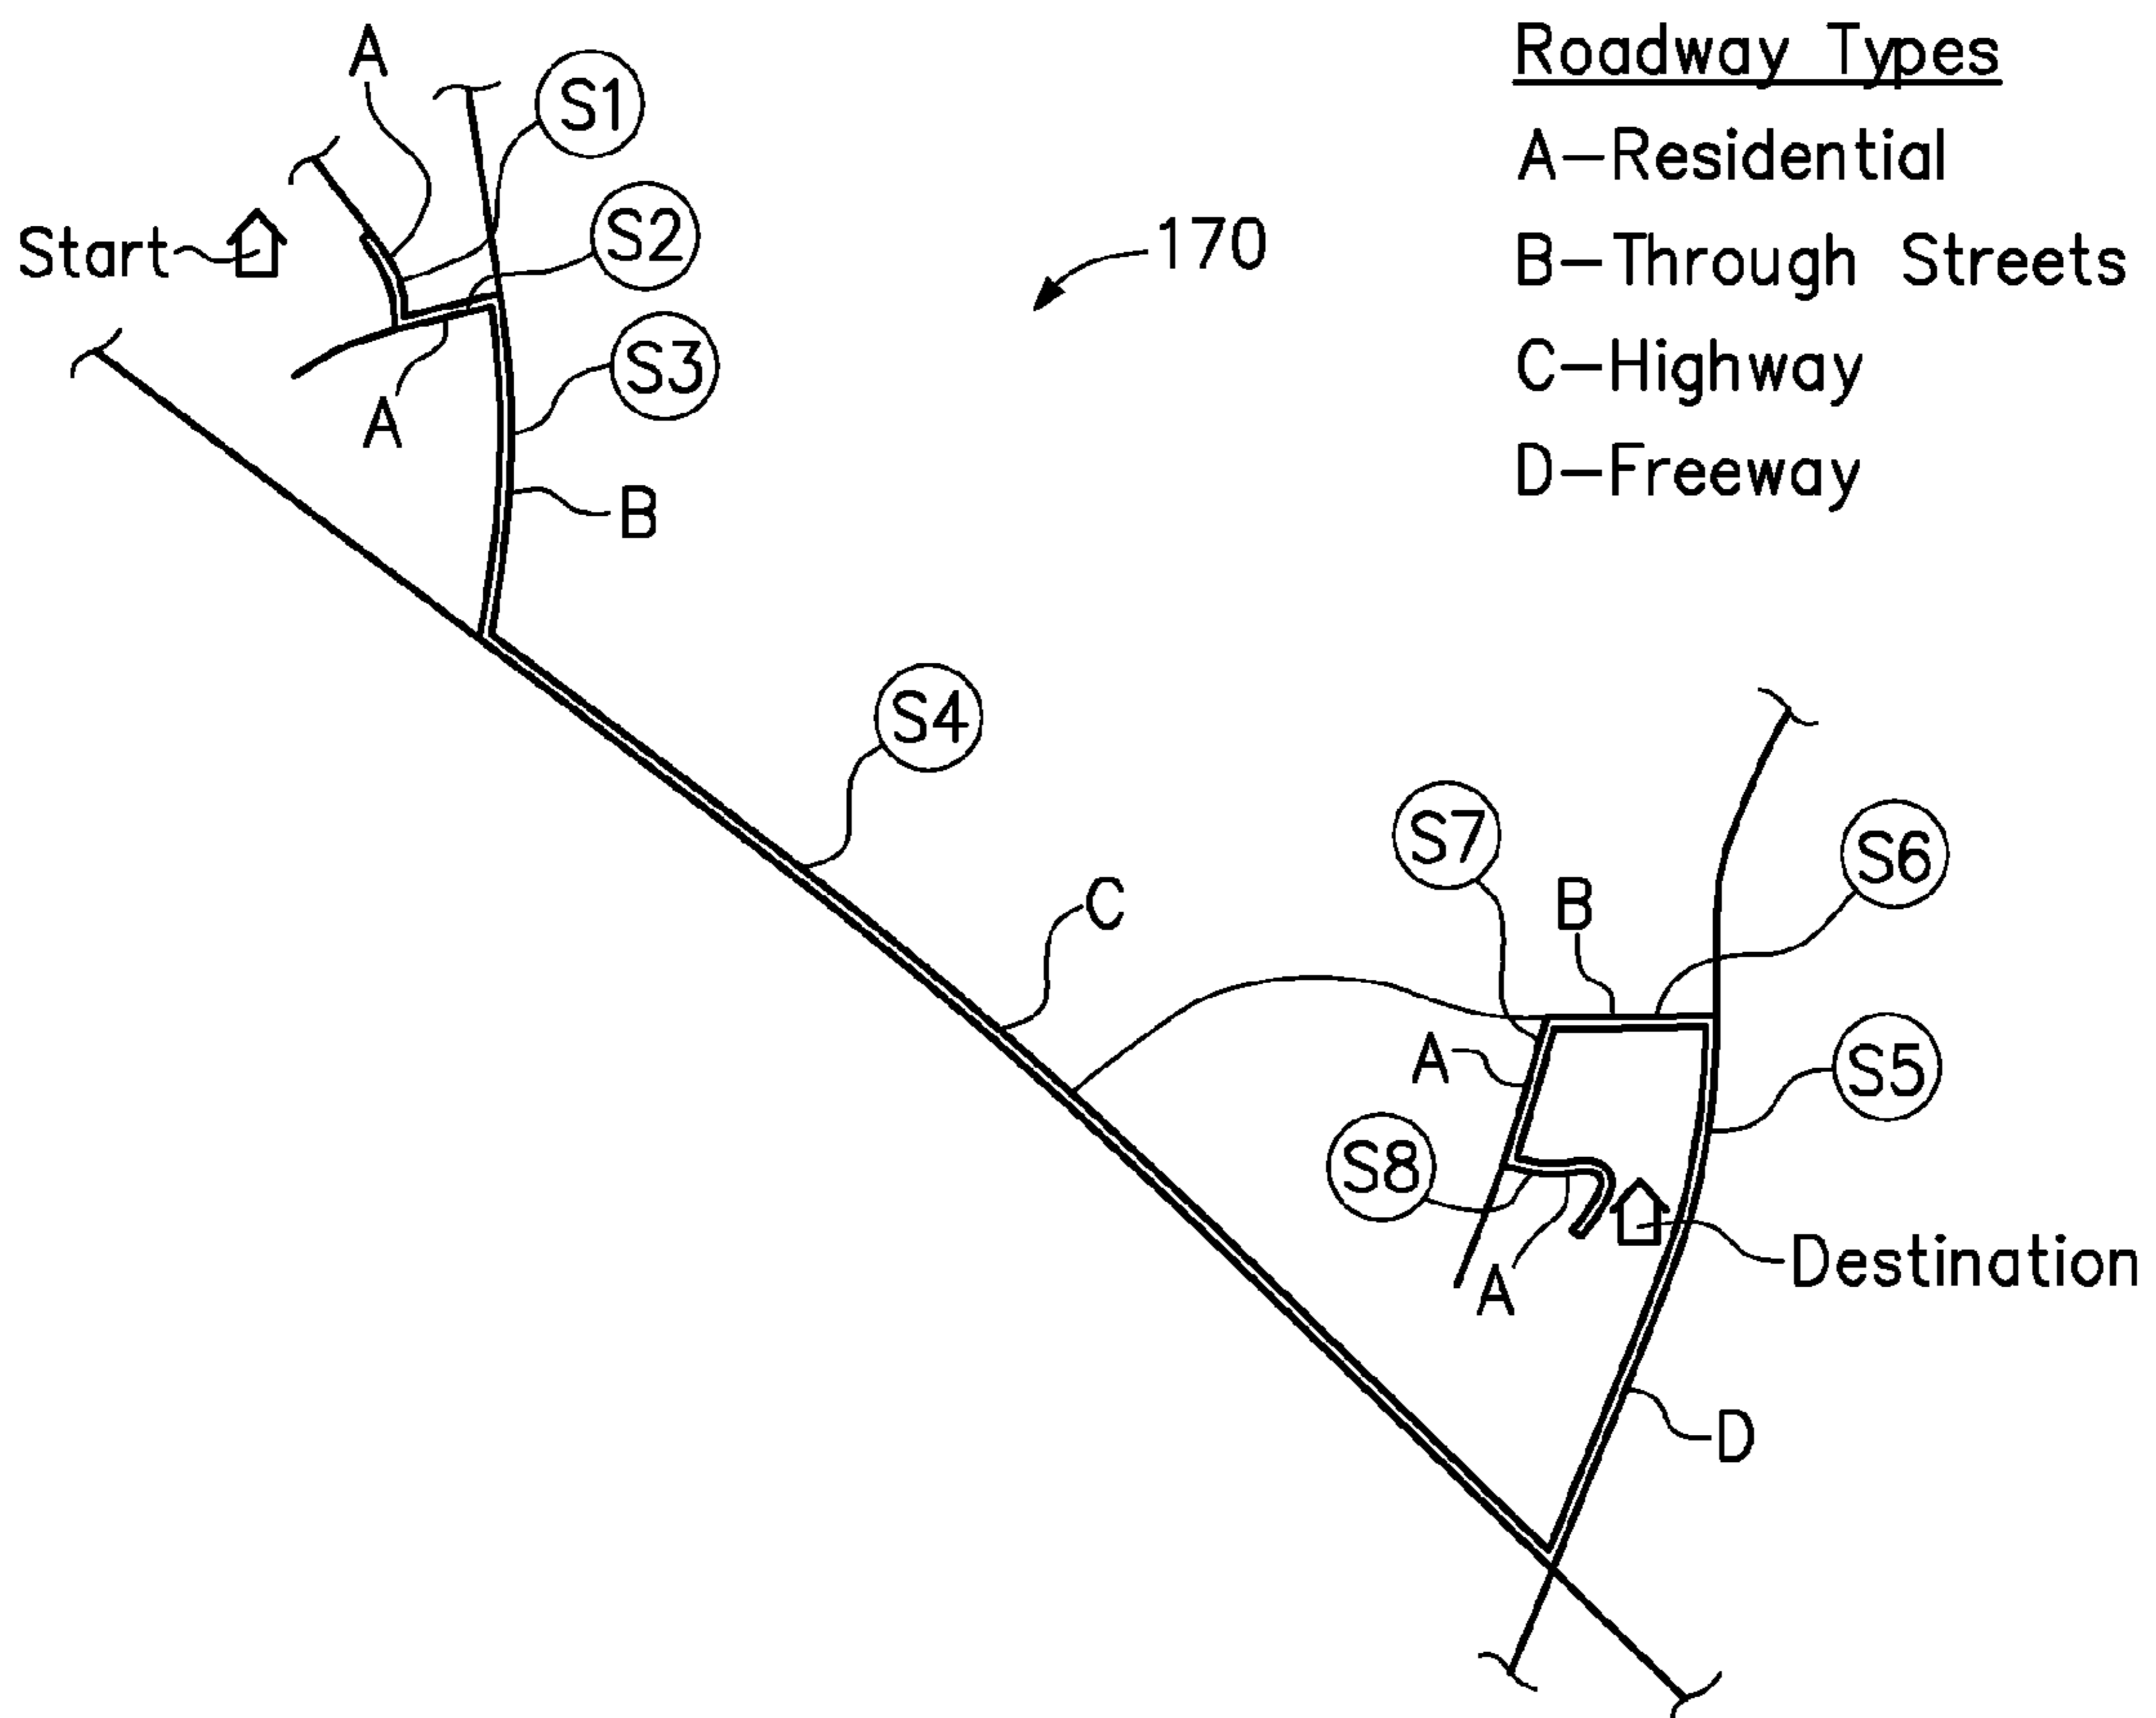 Roadway Types
A—Residential
B—Through Streets
C—Highway
D—Freeway
A
S1
S2
Start
170
S3
A
B
S4
S7
S6
C
B
A
S5
S8
A
Destination
D